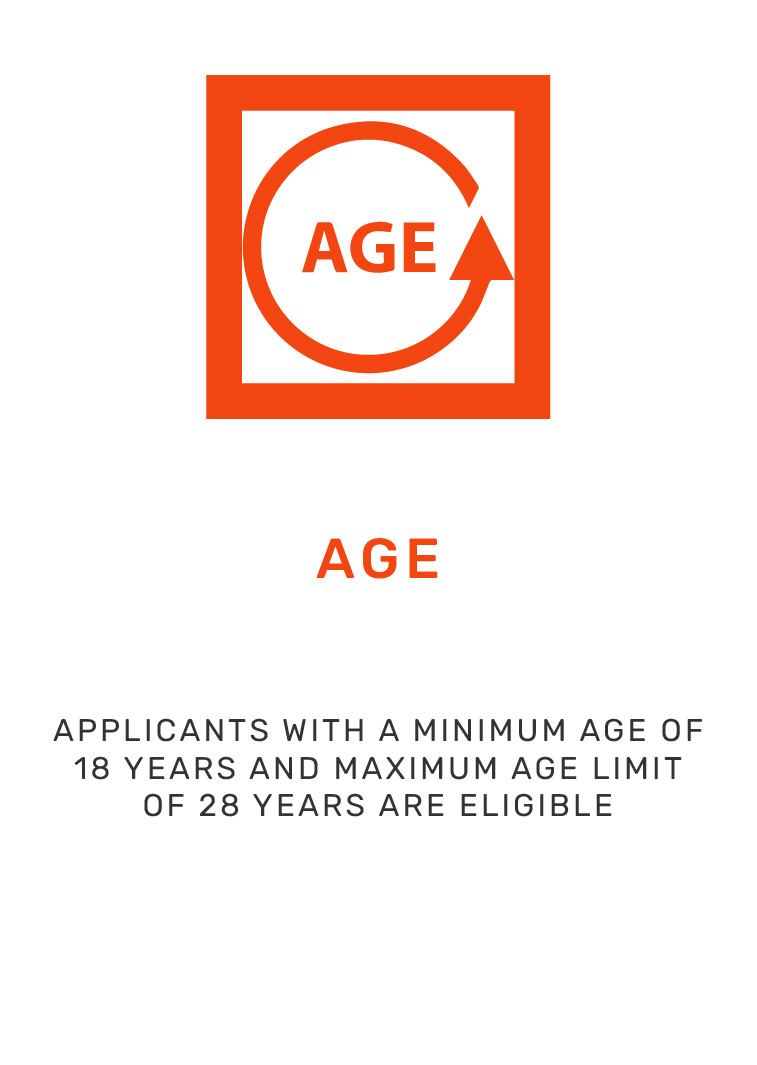 AGE
AGE
APPLICANTS WITH A MINIMUM AGE OF
18 YEARS AND MAXIMUM AGE LIMIT
OF 28 YEARS ARE ELIGIBLE